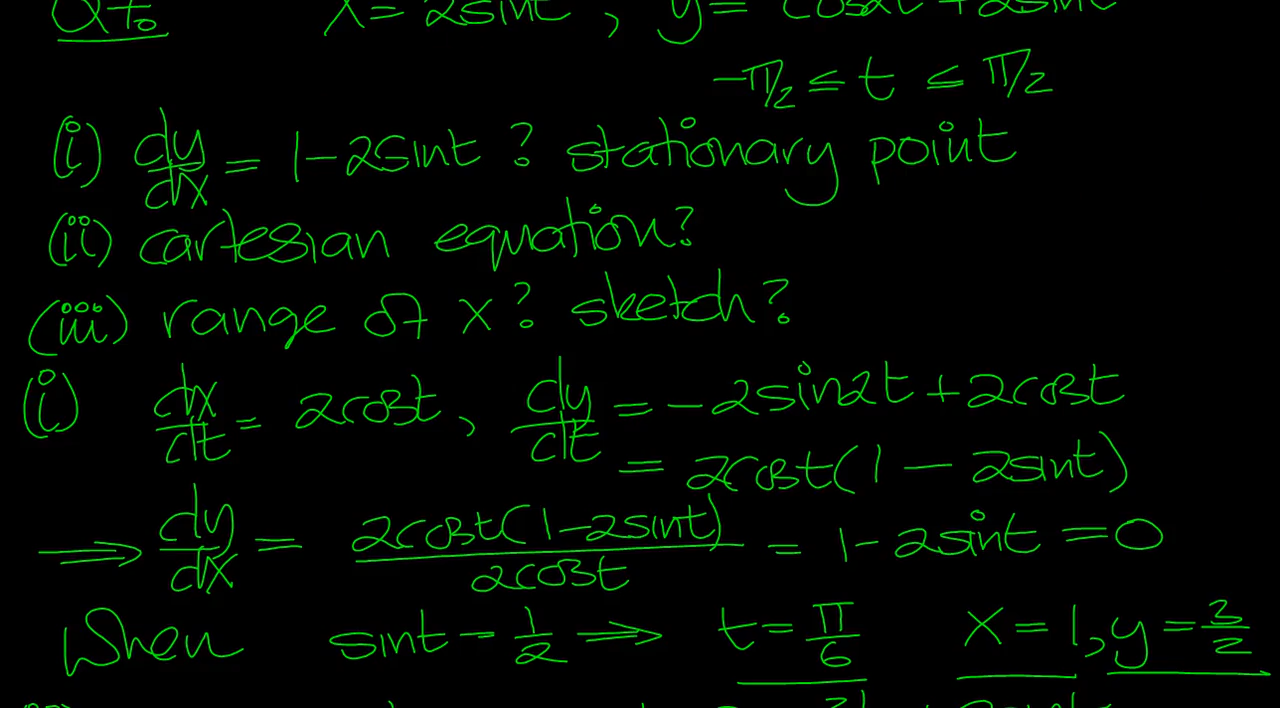 x = 2sint, y = cos2t + 2sint
-π/2 ≤ t ≤ π/2
(i) dy/dx = 1-2sint ? stationary point
(ii) cartesian equation?
(iii) range of x? sketch?
(i) dx/dt = 2cost, dy/dt = -2sin2t + 2cost
= 2cost(1 - 2sint)
⟹ dy/dx = 2cost(1-2sint)/2cost = 1-2sint = 0
When sint = 1/2 ⟹ t = π/6 x = 1, y = 3/2